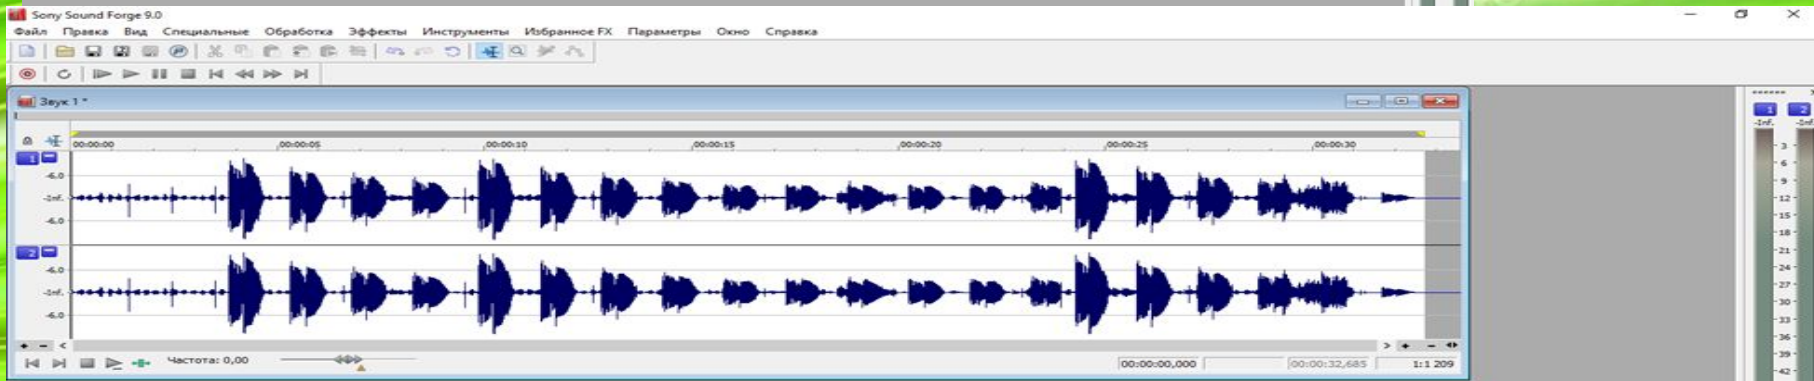 Sony Sound Forge 9.0
Файл Правка Вид Специальные Обработка Эффекты Инструменты Избранное FX Параметры Окно Справка
Звук 1 *
1 2
-Inf. -Inf
00:00:00 ,00:00:05 ,00:00:10 ,00:00:15 ,00:00:20 ,00:00:25 ,00:00:30
1
-6.0
-Inf.
-6.0
2
-6.0
-Inf.
-6.0
- 3 -
- 6 -
- 9 -
-12 -
-15 -
-18 -
-21 -
-24 -
-27 -
-30 -
-33 -
-36 -
-39 -
-42 -
Частота: 0,00
00:00:00,000 00:00:32,685 1:1 209